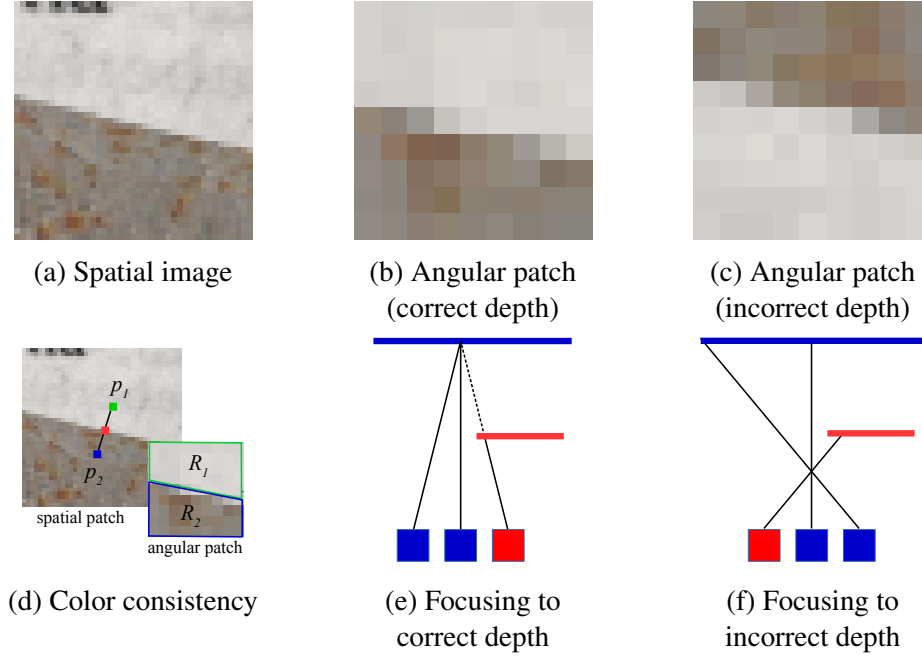 (a) Spatial image
(b) Angular patch
(correct depth)
(c) Angular patch
(incorrect depth)
p1
p2
R1
R2
spatial patch
angular patch
(d) Color consistency
(e) Focusing to
correct depth
(f) Focusing to
incorrect depth